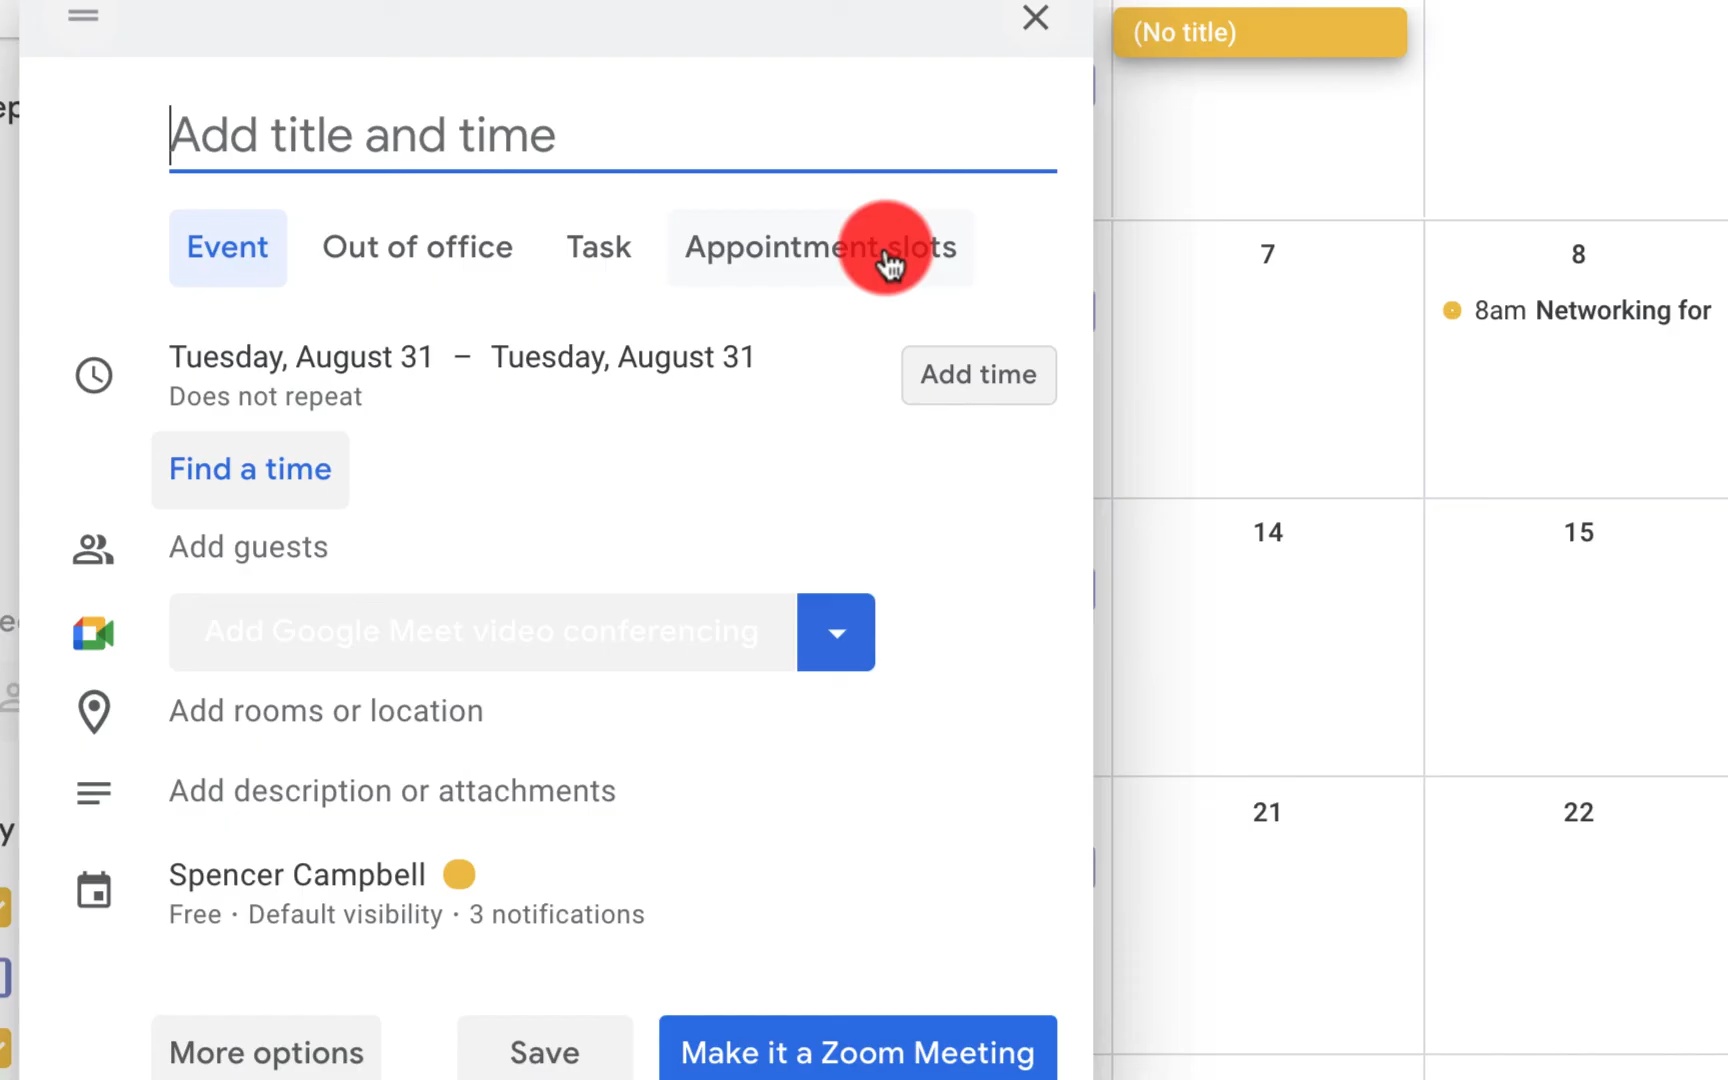 (No title)
Add title and time
Event Out of office Task Appointment slots
7 8
8am Networking for
Tuesday, August 31 – Tuesday, August 31
Add time
Does not repeat
Find a time
14 15
Add guests
Add Google Meet video conferencing
Add rooms or location
Add description or attachments
21 22
Spencer Campbell
Free · Default visibility · 3 notifications
More options Save Make it a Zoom Meeting